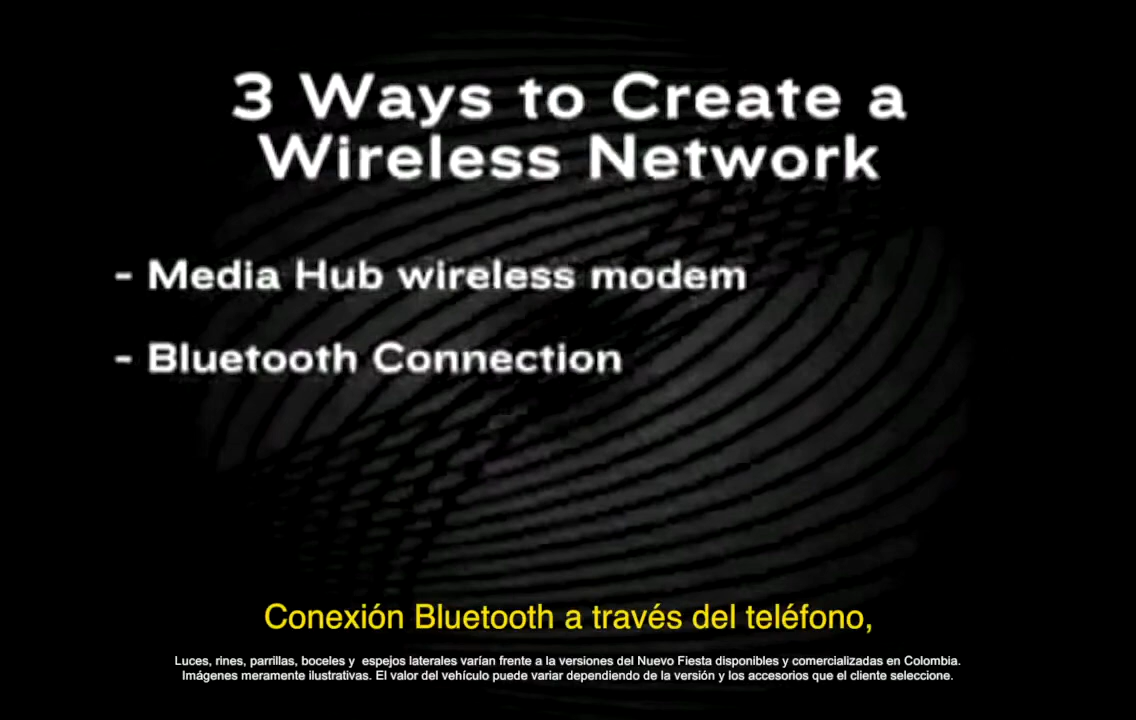 3 Ways to Create a
Wireless Network
- Media Hub wireless modem
- Bluetooth Connection
Conexión Bluetooth a través del teléfono,
Luces, rines, parrillas, boceles y  espejos laterales varían frente a la versiones del Nuevo Fiesta disponibles y comercializadas en Colombia.
Imágenes meramente ilustrativas. El valor del vehículo puede variar dependiendo de la versión y los accesorios que el cliente seleccione.